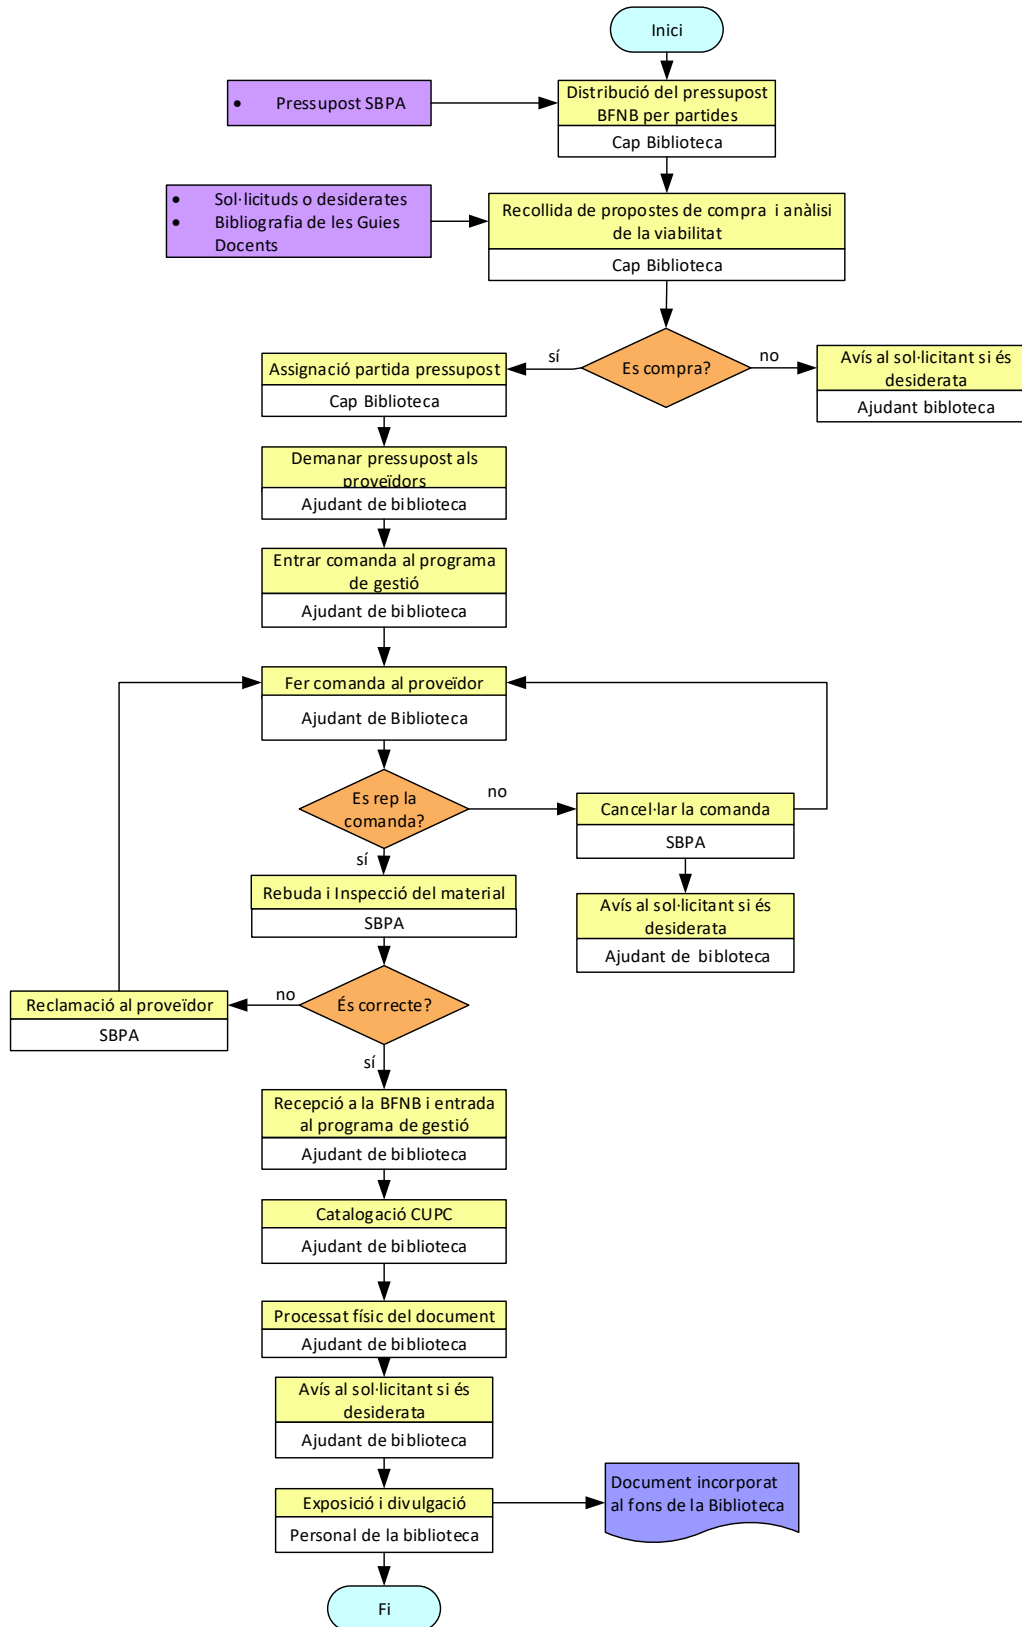 Inici
• Pressupost SBPA
Distribució del pressupost
BFNB per partides
Cap Biblioteca
• Sol·licituds o desiderates
• Bibliografia de les Guies
Docents
Recollida de propostes de compra i anàlisi
de la viabilitat
Cap Biblioteca
Es compra?
sí
no
Assignació partida pressupost
Cap Biblioteca
Avís al sol·licitant si és
desiderata
Ajudant bibloteca
Demanar pressupost als
proveïdors
Ajudant de biblioteca
Entrar comanda al programa
de gestió
Ajudant de biblioteca
Fer comanda al proveïdor
Ajudant de Biblioteca
Es rep la
comanda?
no
sí
Cancel·lar la comanda
SBPA
Rebuda i Inspecció del material
SBPA
Avís al sol·licitant si és
desiderata
Ajudant de bibloteca
És correcte?
no
sí
Reclamació al proveïdor
SBPA
Recepció a la BFNB i entrada
al programa de gestió
Ajudant de biblioteca
Catalogació CUPC
Ajudant de biblioteca
Processat físic del document
Ajudant de biblioteca
Avís al sol·licitant si és
desiderata
Ajudant de biblioteca
Exposició i divulgació
Personal de la biblioteca
Document incorporat
al fons de la Biblioteca
Fi